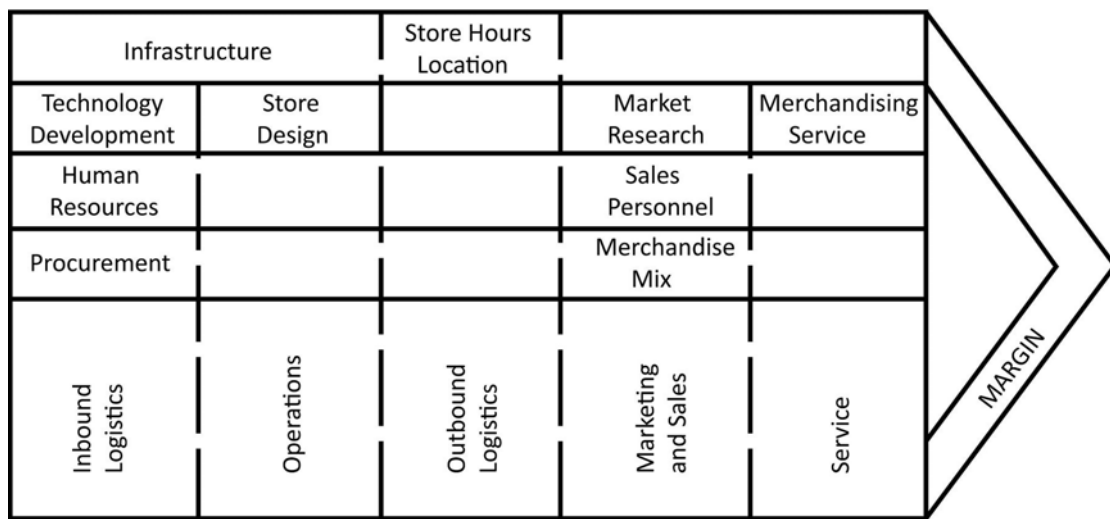 Infrastructure
Store Hours
Location
Technology
Development
Store
Design
Market
Research
Merchandising
Service
Human
Resources
Sales
Personnel
Procurement
Merchandise
Mix
Inbound
Logistics
Operations
Outbound
Logistics
Marketing
and Sales
Service
MARGIN